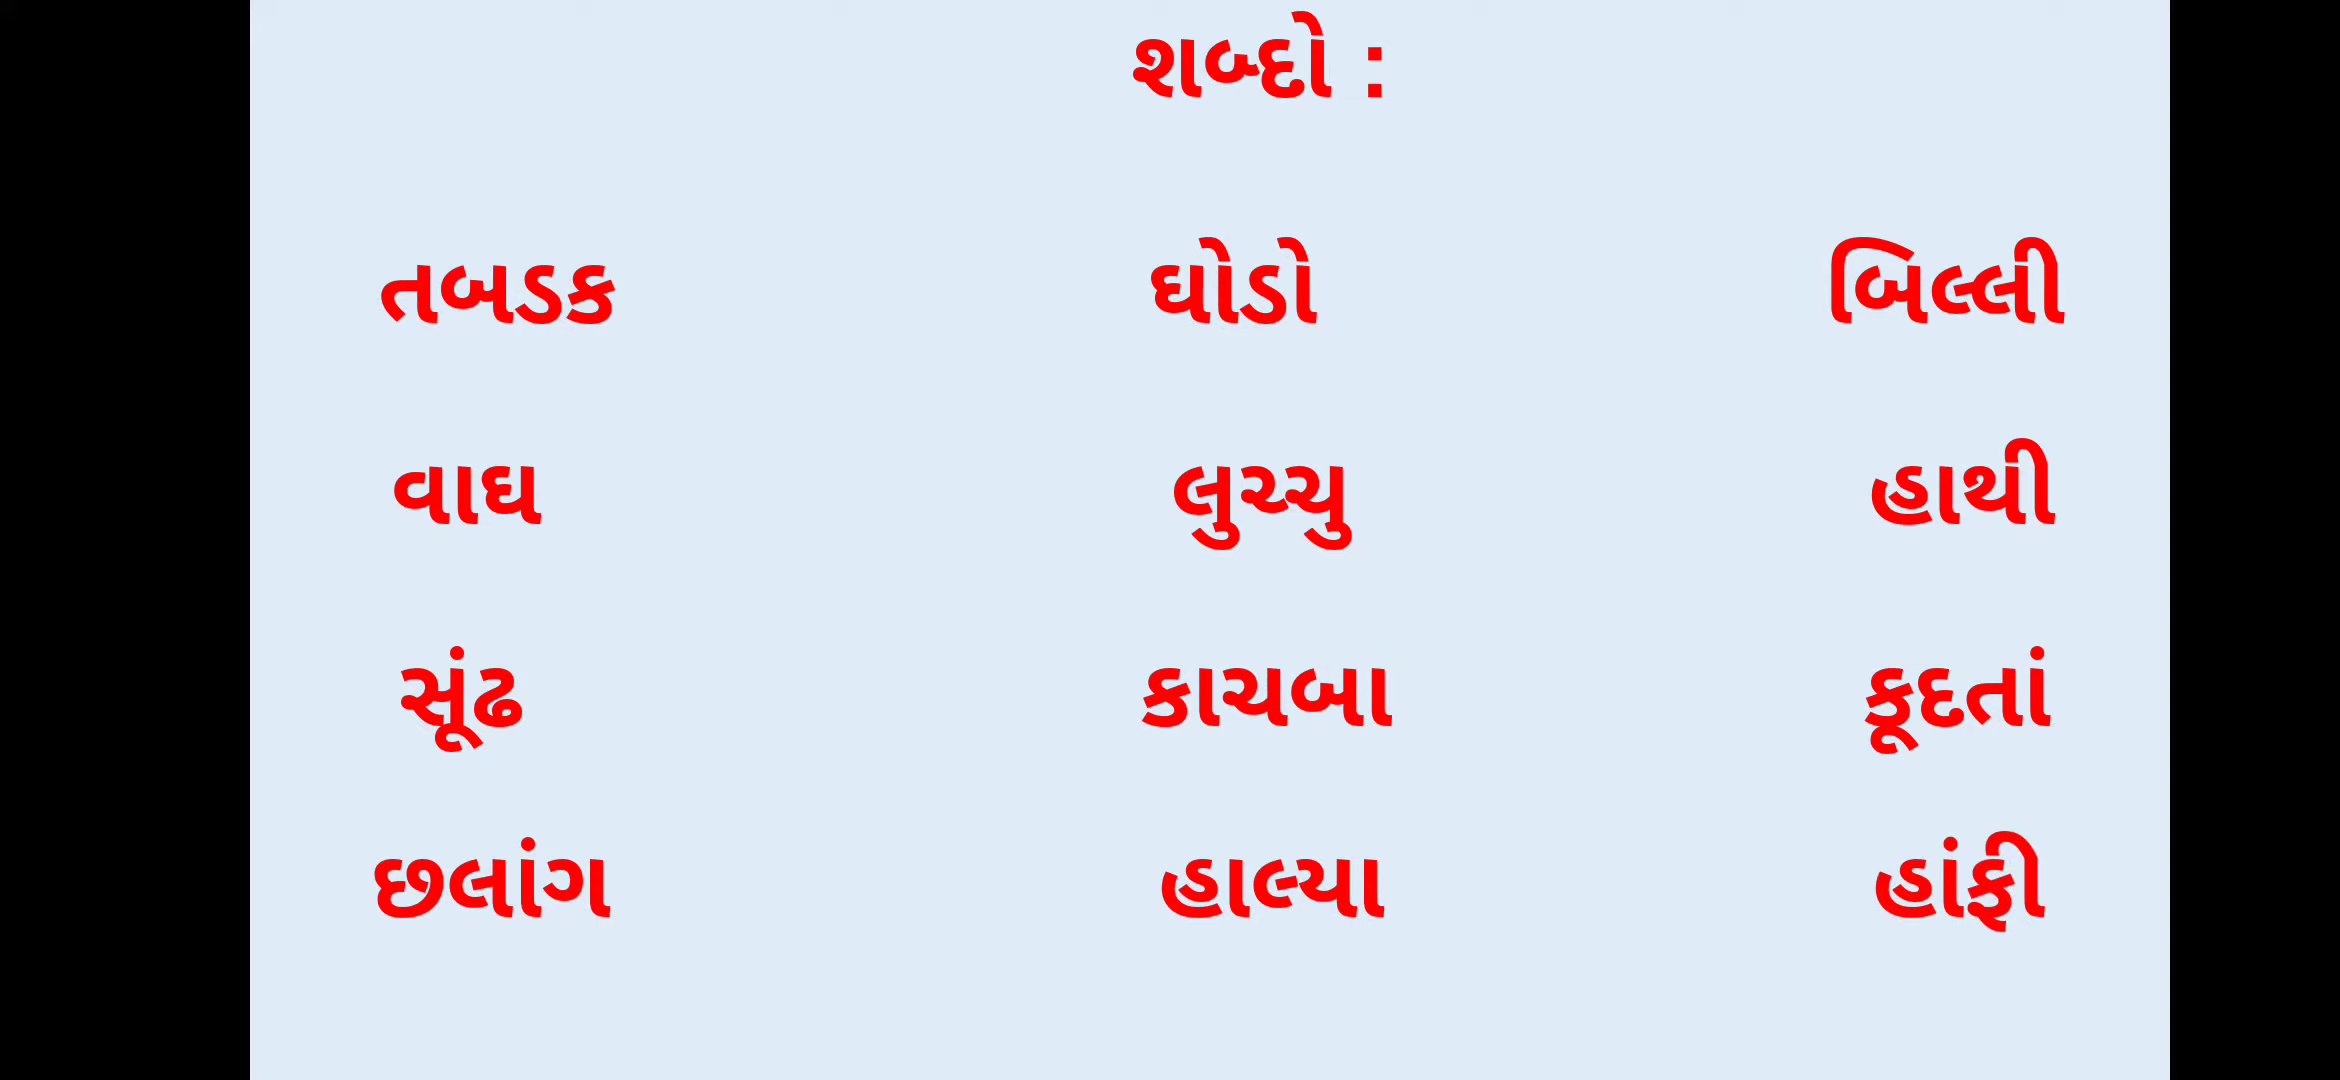 શબ્દો :
તબડક ઘોડો બિલ્લી
વાઘ લુચ્ચુ હાથી
સૂંઢ કાચબા કૂદતાં
છલાંગ હાલ્યા હાંફી